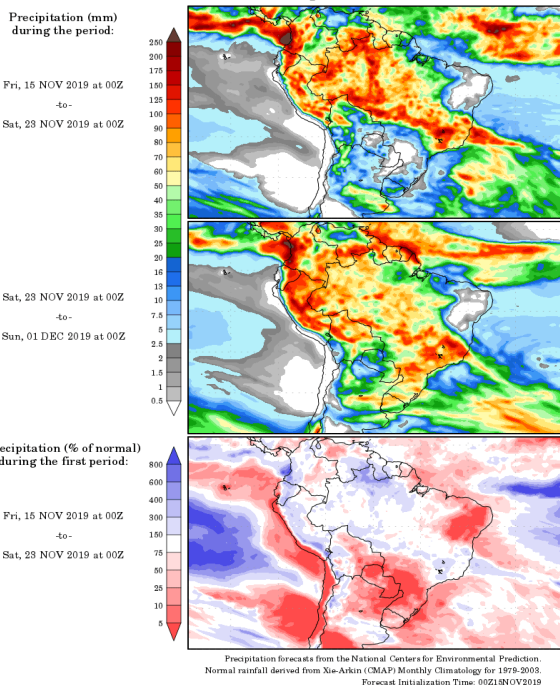 Precipitation (mm)
during the period:
Fri, 15 NOV 2019 at 00Z
-to-
Sat, 23 NOV 2019 at 00Z
250
200
175
150
125
100
90
80
70
60
50
45
40
35
30
25
20
16
13
10
7.5
5
2.5
2
1.5
1
0.5
Sat, 23 NOV 2019 at 00Z
-to-
Sun, 01 DEC 2019 at 00Z
ecipitation (% of normal)
during the first period:
Fri, 15 NOV 2019 at 00Z
-to-
Sat, 23 NOV 2019 at 00Z
800
600
400
300
150
75
50
25
10
5
Precipitation forecasts from the National Centers for Environmental Prediction.
Normal rainfall derived from Xie-Arkin (CMAP) Monthly Climatology for 1979-2003.
Forecast Initialization Time: 00Z15NOV2019